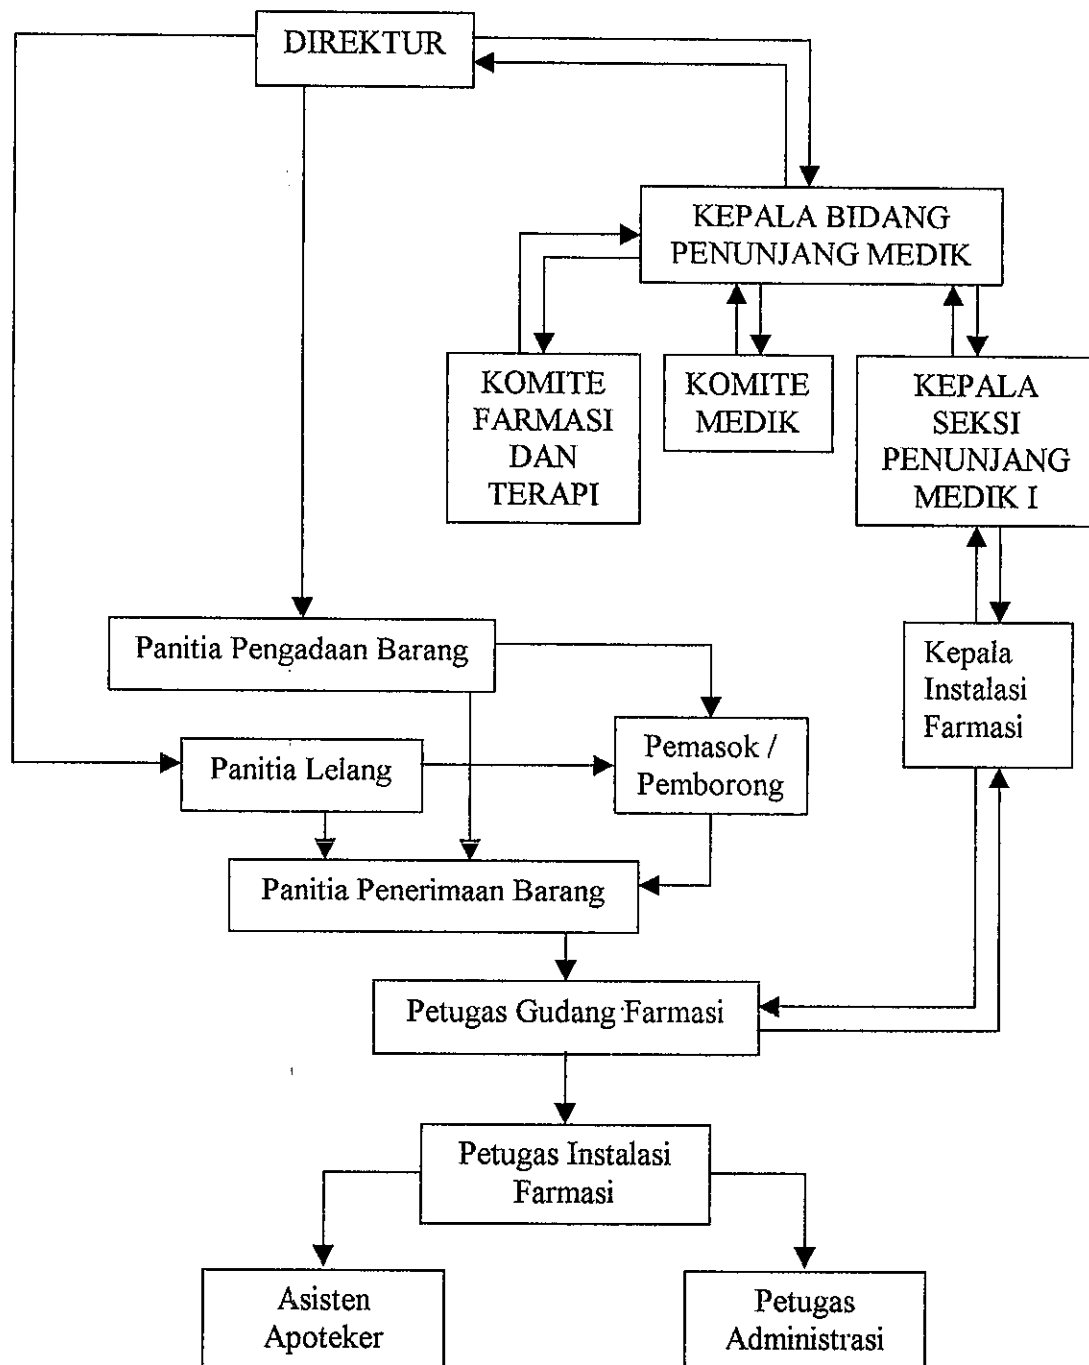 DIREKTUR
KEPALA BIDANG
PENUNJANG MEDIK
KOMITE
FARMASI
DAN
TERAPI
KOMITE
MEDIK
KEPALA
SEKSI
PENUNJANG
MEDIK I
Panitia Pengadaan Barang
Kepala
Instalasi
Farmasi
Panitia Lelang
Pemasok /
Pemborong
Panitia Penerimaan Barang
Petugas Gudang Farmasi
Petugas Instalasi
Farmasi
Asisten
Apoteker
Petugas
Administrasi